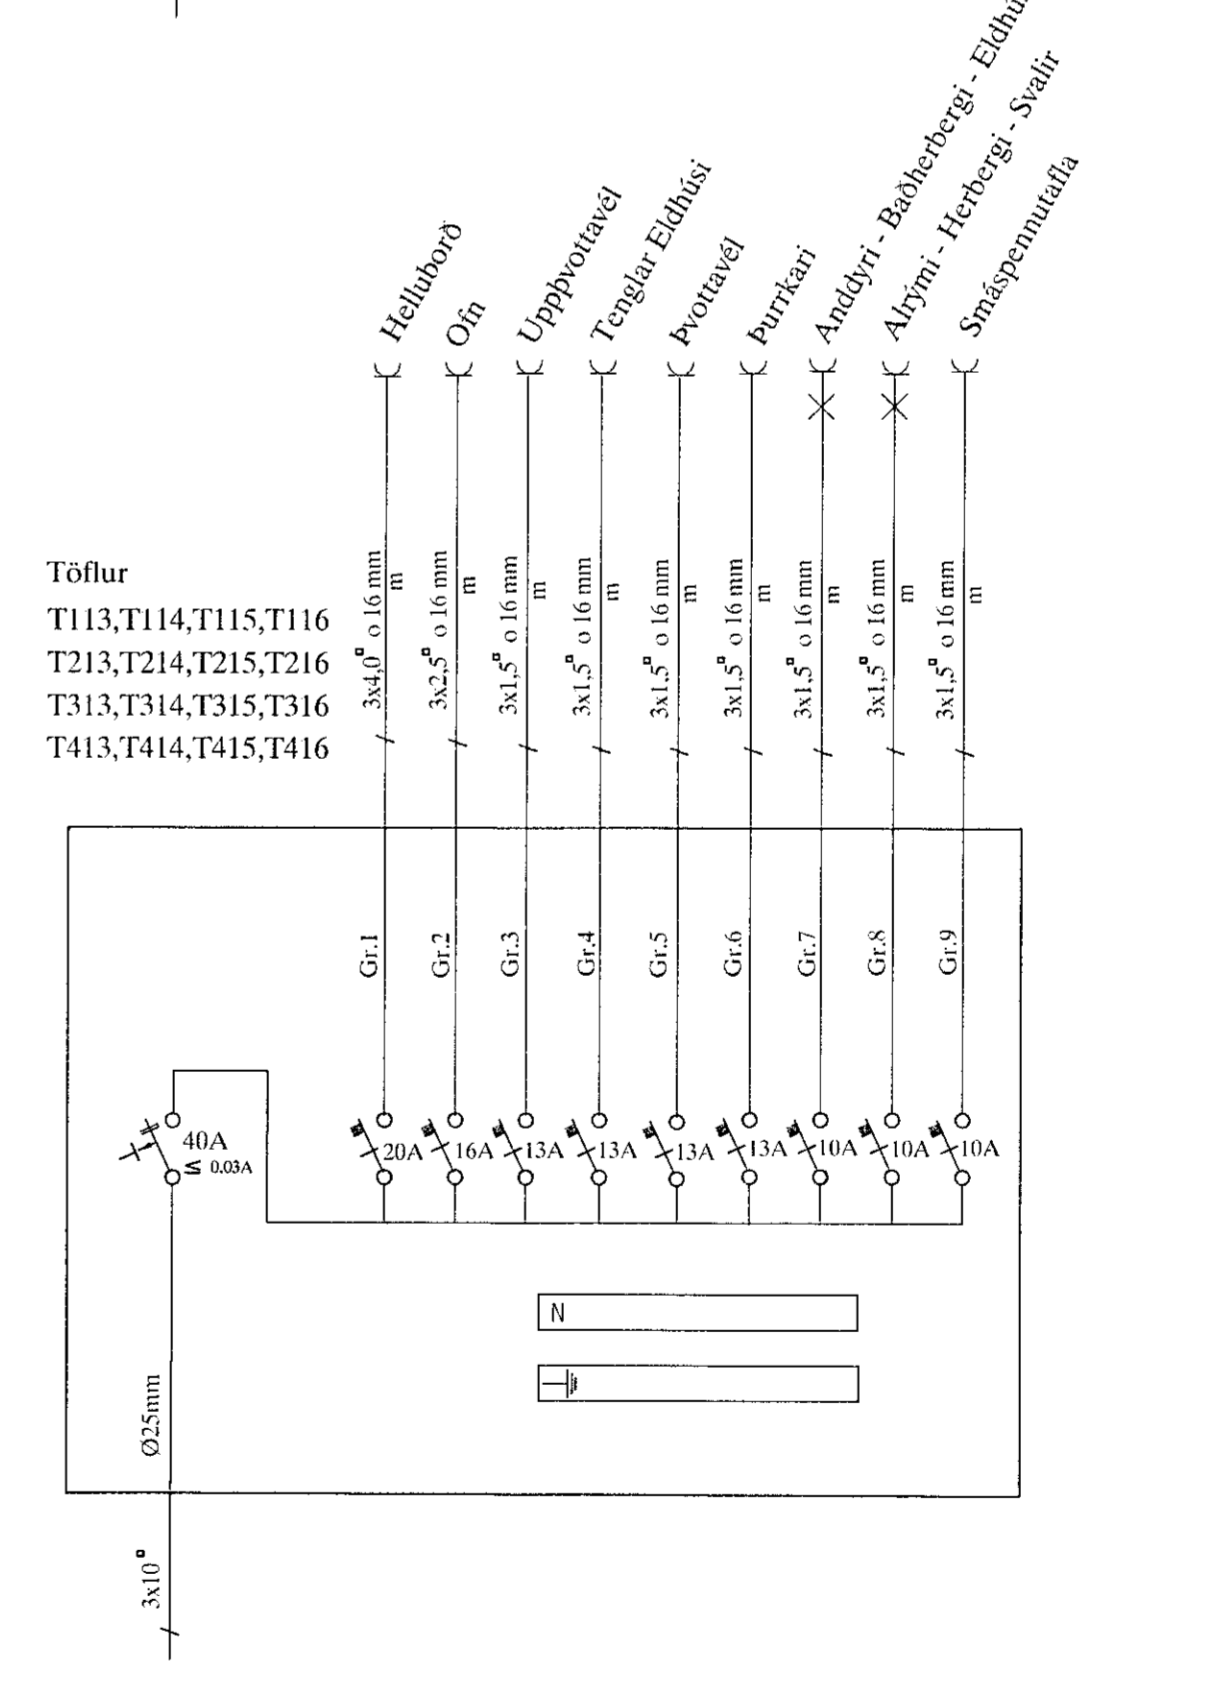 Helluborð
Ofn
Uppþvottavél
Tenglar Eldhúsi
Þvottavél
Þurrkari
Anddyri - Baðherbergi -
Alrými - Herbergi - Svalir
Smáspennutafla
Töflur
T113,T114,T115,T116
T213,T214,T215,T216
T313,T314,T315,T316
T413,T414,T415,T416
3x4,0▫ o 16 mm
m
3x2,5▫ o 16 mm
m
3x1,5▫ o 16 mm
m
3x1,5▫ o 16 mm
m
3x1,5▫ o 16 mm
m
3x1,5▫ o 16 mm
m
3x1,5▫ o 16 mm
m
3x1,5▫ o 16 mm
m
3x1,5▫ o 16 mm
m
Gr.1
Gr.2
Gr.3
Gr.4
Gr.5
Gr.6
Gr.7
Gr.8
Gr.9
40A
≤ 0.03A
20A
16A
13A
13A
13A
13A
10A
10A
10A
N
Ø25mm
3x10▫